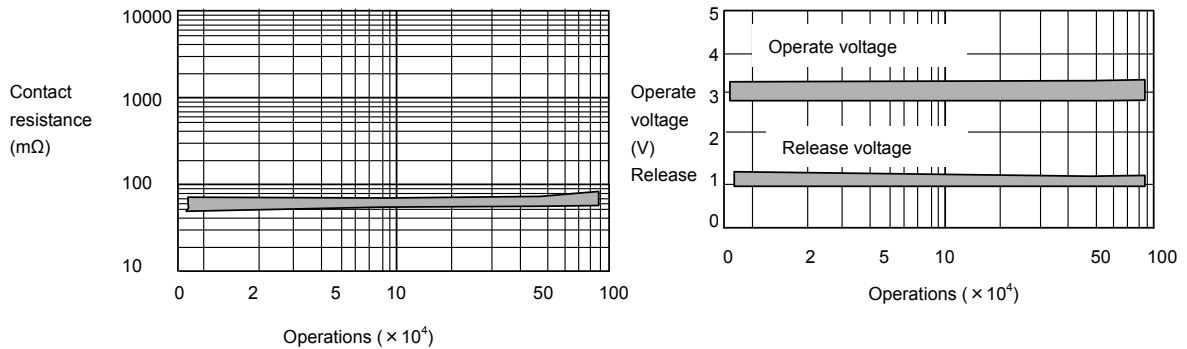 10000
1000
100
10
Contact
resistance
(mΩ)
0 2 5 10 50 100
Operations ( × 10⁴)
5
4
3
2
1
0
Operate
voltage
(V)
Release
Operate voltage
Release voltage
0 2 5 10 50 100
Operations ( × 10⁴)